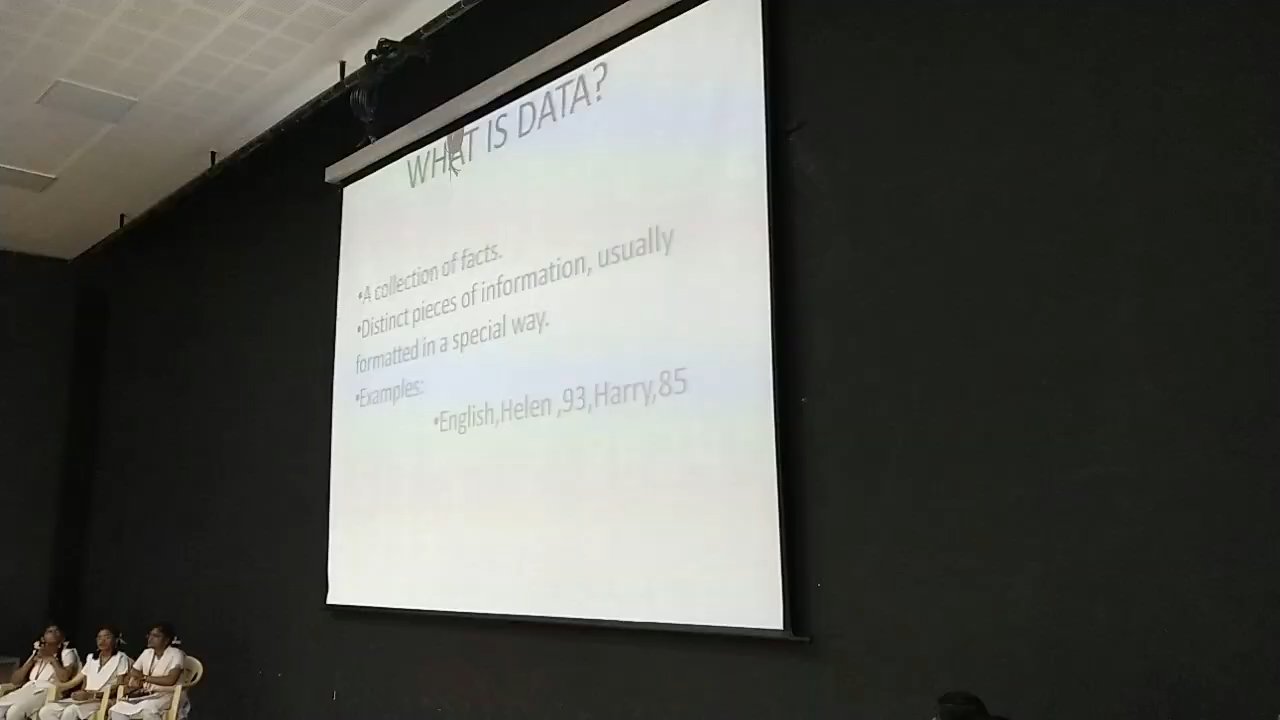 WHAT IS DATA?
•A collection of facts.
•Distinct pieces of information, usually
formatted in a special way.
•Examples:
•English,Helen ,93,Harry,85